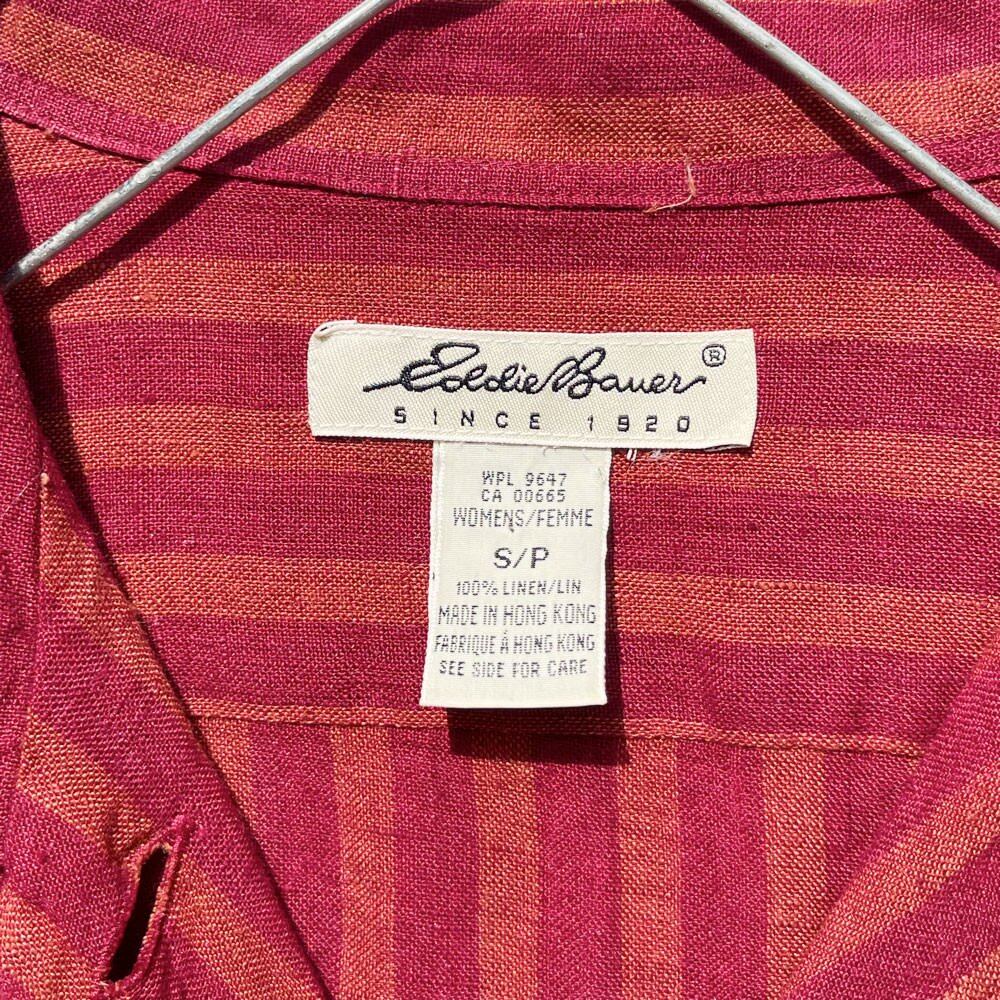 Eddie Bauer®
SINCE 1920
WPL 9647
CA 00665
WOMENS/FEMME
S/P
100% LINEN/LIN
MADE IN HONG KONG
FABRIQUE À HONG KONG
SEE SIDE FOR CARE